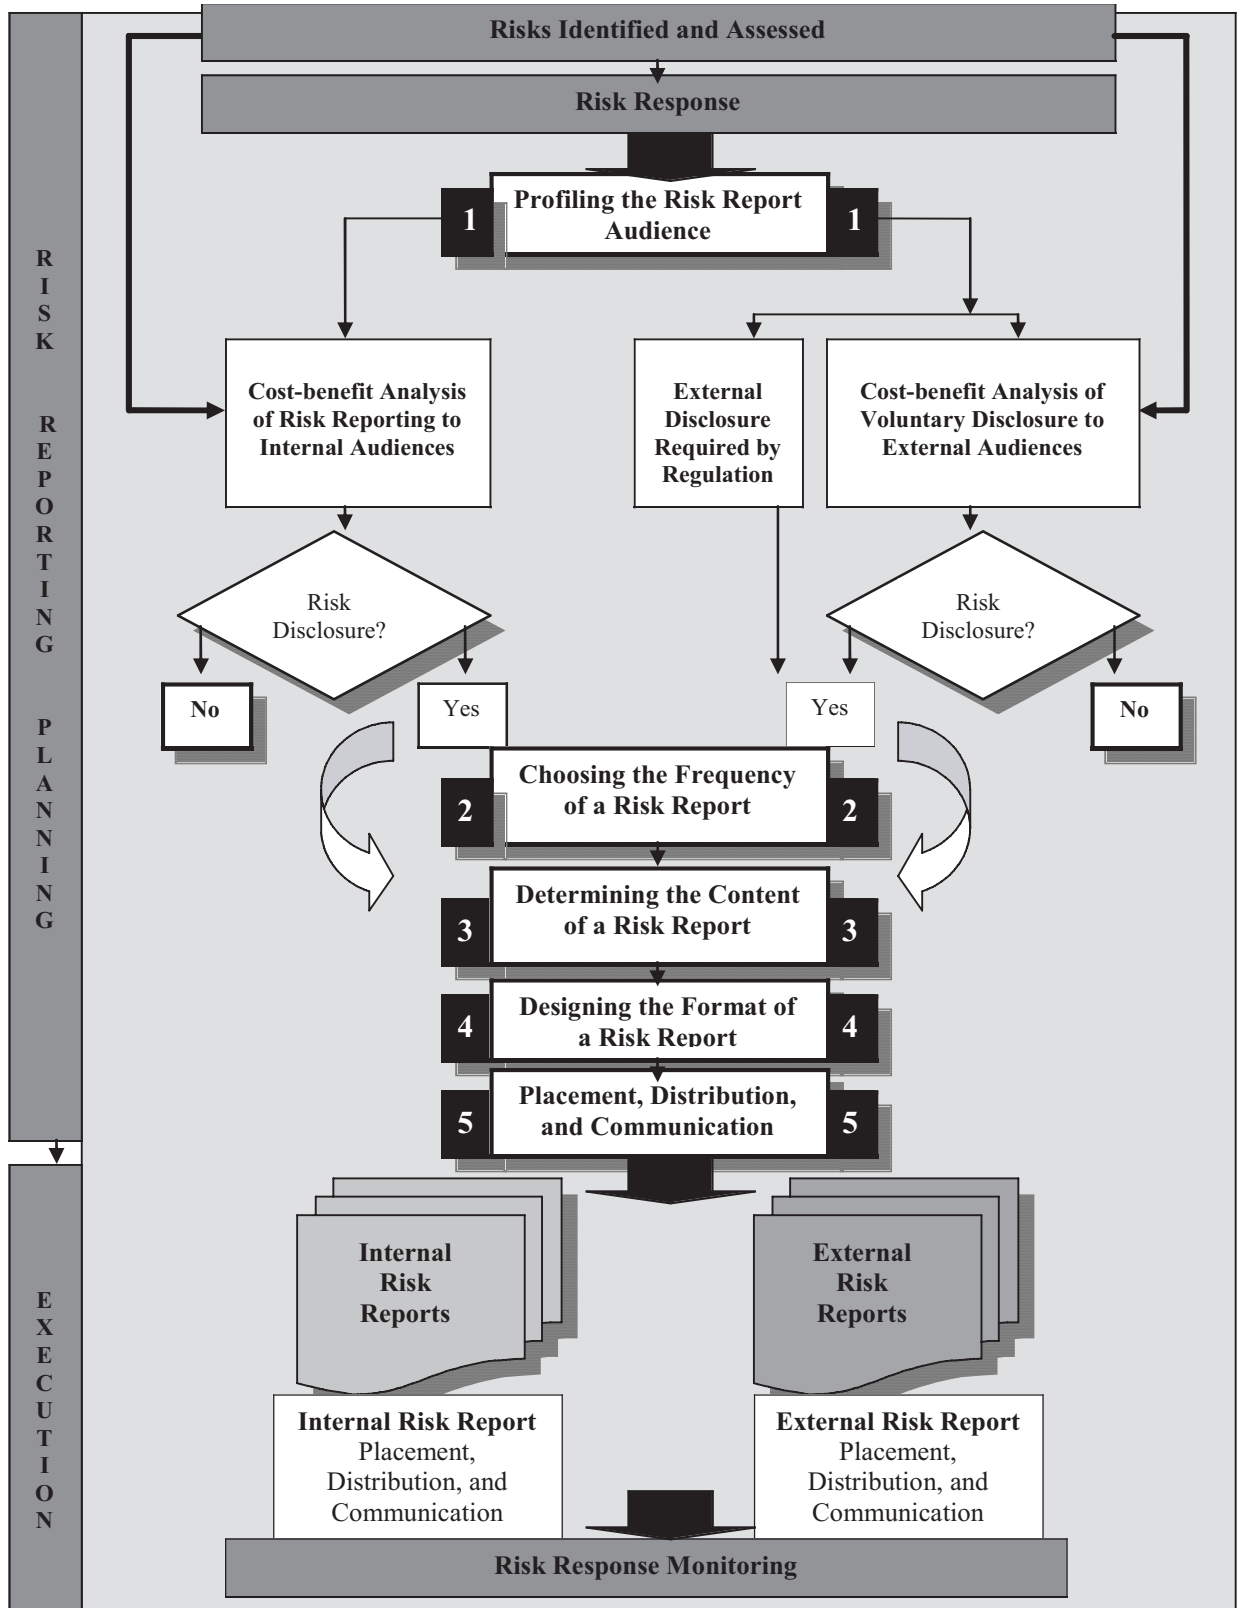 Risks Identified and Assessed
Risk Response
1
Profiling the Risk Report
Audience
1
Cost-benefit Analysis
of Risk Reporting to
Internal Audiences
External
Disclosure
Required by
Regulation
Cost-benefit Analysis of
Voluntary Disclosure to
External Audiences
Risk
Disclosure?
Risk
Disclosure?
No
Yes
Yes
No
2
Choosing the Frequency
of a Risk Report
2
3
Determining the Content
of a Risk Report
3
4
Designing the Format of
a Risk Report
4
5
Placement, Distribution,
and Communication
5
RISK REPORTING PLANNING
Internal
Risk
Reports
External
Risk
Reports
Internal Risk Report
Placement,
Distribution, and
Communication
External Risk Report
Placement,
Distribution, and
Communication
EXECUTION
Risk Response Monitoring